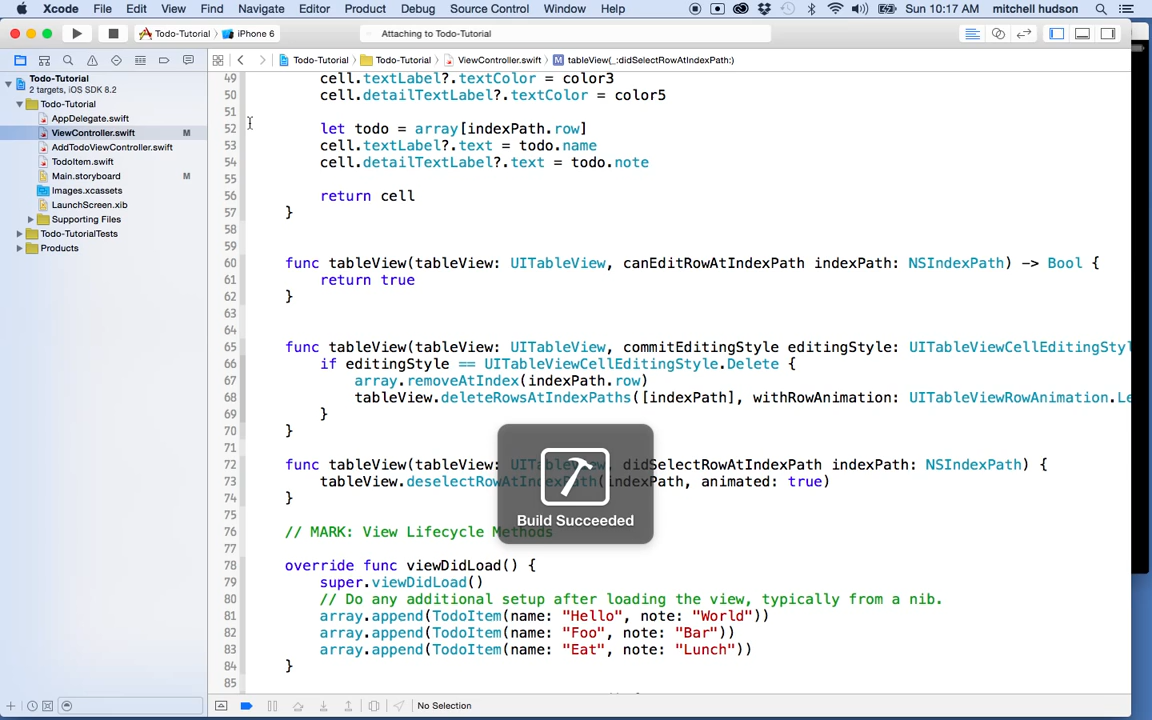 Xcode File Edit View Find Navigate Editor Product Debug Source Control Window Help Sun 10:17 AM mitchell hudson
Todo-Tutorial iPhone 6 Attaching to Todo-Tutorial
Todo-Tutorial Todo-Tutorial ViewController.swift M tableView(_:didSelectRowAtIndexPath:)
Todo-Tutorial
2 targets, iOS SDK 8.2
Todo-Tutorial
AppDelegate.swift
ViewController.swift M
AddTodoViewController.swift
TodoItem.swift
Main.storyboard M
Images.xcassets
LaunchScreen.xib
Supporting Files
Todo-TutorialTests
Products
49 cell.textLabel?.textColor = color3
50 cell.detailTextLabel?.textColor = color5
51
52 let todo = array[indexPath.row]
53 cell.textLabel?.text = todo.name
54 cell.detailTextLabel?.text = todo.note
55
56 return cell
57 }
58
59
60 func tableView(tableView: UITableView, canEditRowAtIndexPath indexPath: NSIndexPath) -> Bool {
61 return true
62 }
63
64
65 func tableView(tableView: UITableView, commitEditingStyle editingStyle: UITableViewCellEditingStyl
66 if editingStyle == UITableViewCellEditingStyle.Delete {
67 array.removeAtIndex(indexPath.row)
68 tableView.deleteRowsAtIndexPaths([indexPath], withRowAnimation: UITableViewRowAnimation.Le
69 }
70 }
71
72 func tableView(tableView: UITableView, didSelectRowAtIndexPath indexPath: NSIndexPath) {
73 tableView.deselectRowAtIndexPath(indexPath, animated: true)
74 }
75
76 // MARK: View Lifecycle Methods
77
78 override func viewDidLoad() {
79 super.viewDidLoad()
80 // Do any additional setup after loading the view, typically from a nib.
81 array.append(TodoItem(name: "Hello", note: "World"))
82 array.append(TodoItem(name: "Foo", note: "Bar"))
83 array.append(TodoItem(name: "Eat", note: "Lunch"))
84 }
85
Build Succeeded
No Selection